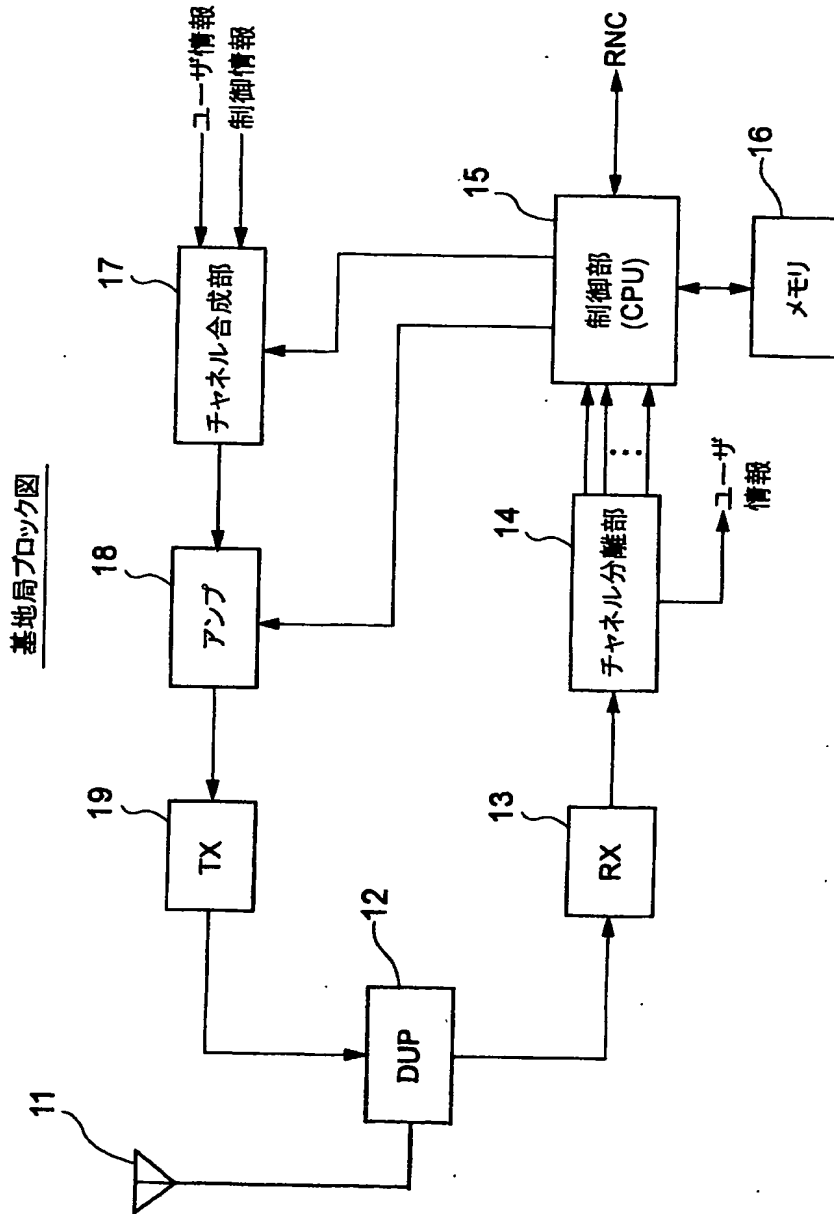 基地局ブロック図
11
DUP
12
TX
19
アンプ
18
チャネル合成部
17
ユーザ情報
制御情報
RX
13
チャネル分離部
14
ユーザ
情報
制御部
(CPU)
15
RNC
メモリ
16